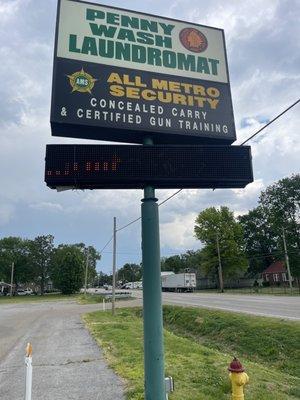 PENNY
WASH
LAUNDROMAT
AMS
ALL METRO
SECURITY
CONCEALED CARRY
& CERTIFIED GUN TRAINING